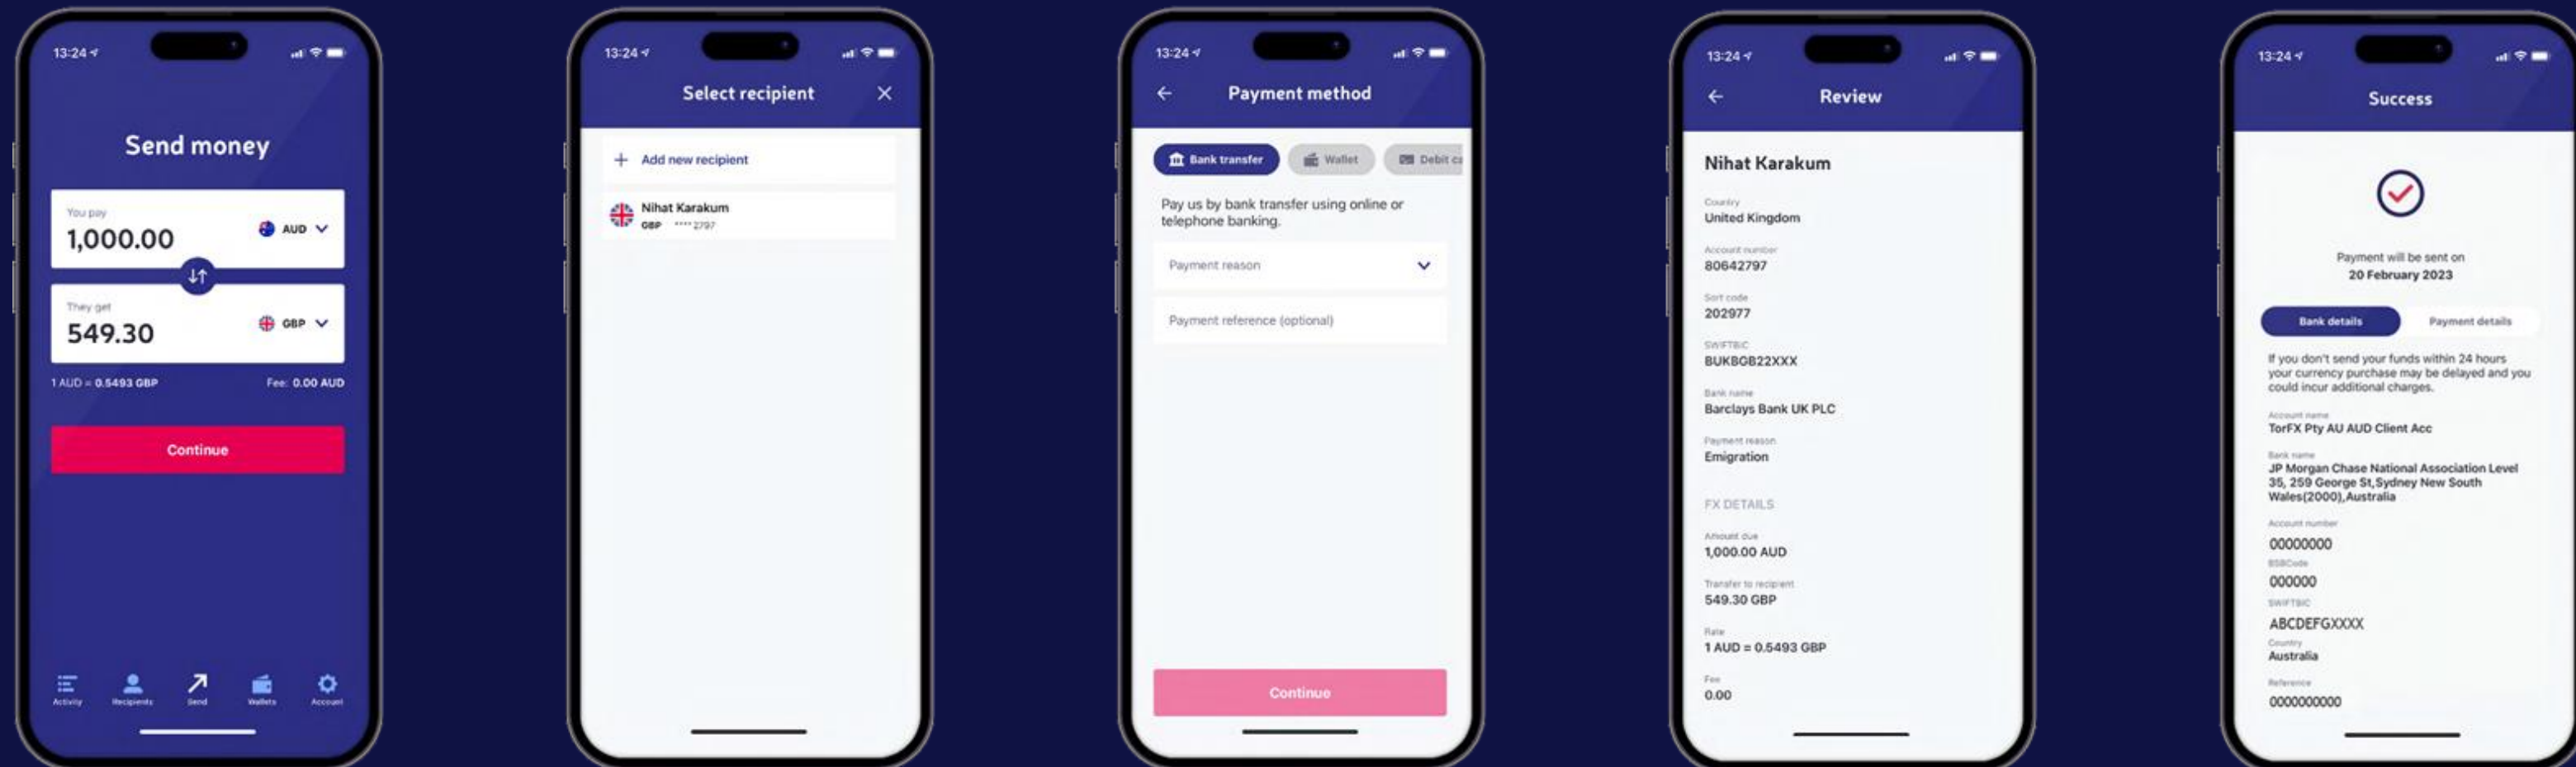 13:24
Send money
You pay
1,000.00
AUD
They get
549.30
GBP
1 AUD = 0.5493 GBP
Fee: 0.00 AUD
Continue
Activity
Recipients
Send
Wallets
Account
13:24
Select recipient
Add new recipient
Nihat Karakum
GBP **** 2797
13:24
Payment method
Bank transfer
Wallet
Debit ca
Pay us by bank transfer using online or
telephone banking.
Payment reason
Payment reference (optional)
Continue
13:24
Review
Nihat Karakum
Country
United Kingdom
Account number
80642797
Sort code
202977
SWIFTBIC
BUKBGB22XXX
Bank name
Barclays Bank UK PLC
Payment reason
Emigration
FX DETAILS
Amount due
1,000.00 AUD
Transfer to recipient
549.30 GBP
Rate
1 AUD = 0.5493 GBP
Fee
0.00
13:24
Success
Payment will be sent on
20 February 2023
Bank details
Payment details
If you don't send your funds within 24 hours
your currency purchase may be delayed and you
could incur additional charges.
Account name
TorFX Pty AU AUD Client Acc
Bank name
JP Morgan Chase National Association Level
35, 259 George St,Sydney New South
Wales(2000),Australia
Account number
00000000
BSBCode
000000
SWIFTBIC
ABCDEFGXXXX
Country
Australia
Reference
0000000000